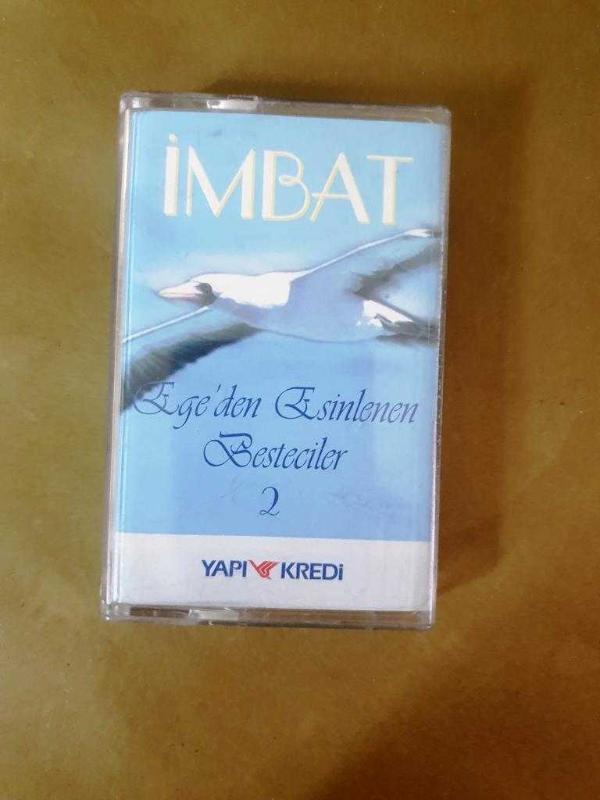 İMBAT
Ege'den Esinlenen
Besteciler
2
YAPI KREDİ